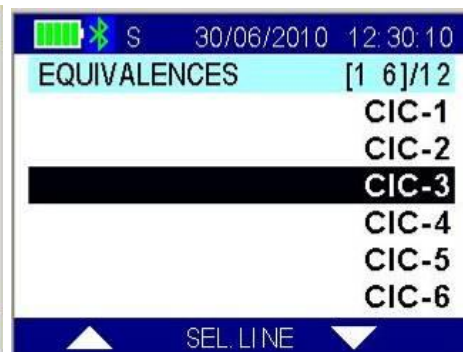 S 30/06/2010 12:30:10
EQUIVALENCES [1 6]/12
CIC-1
CIC-2
CIC-3
CIC-4
CIC-5
CIC-6
SEL. LINE